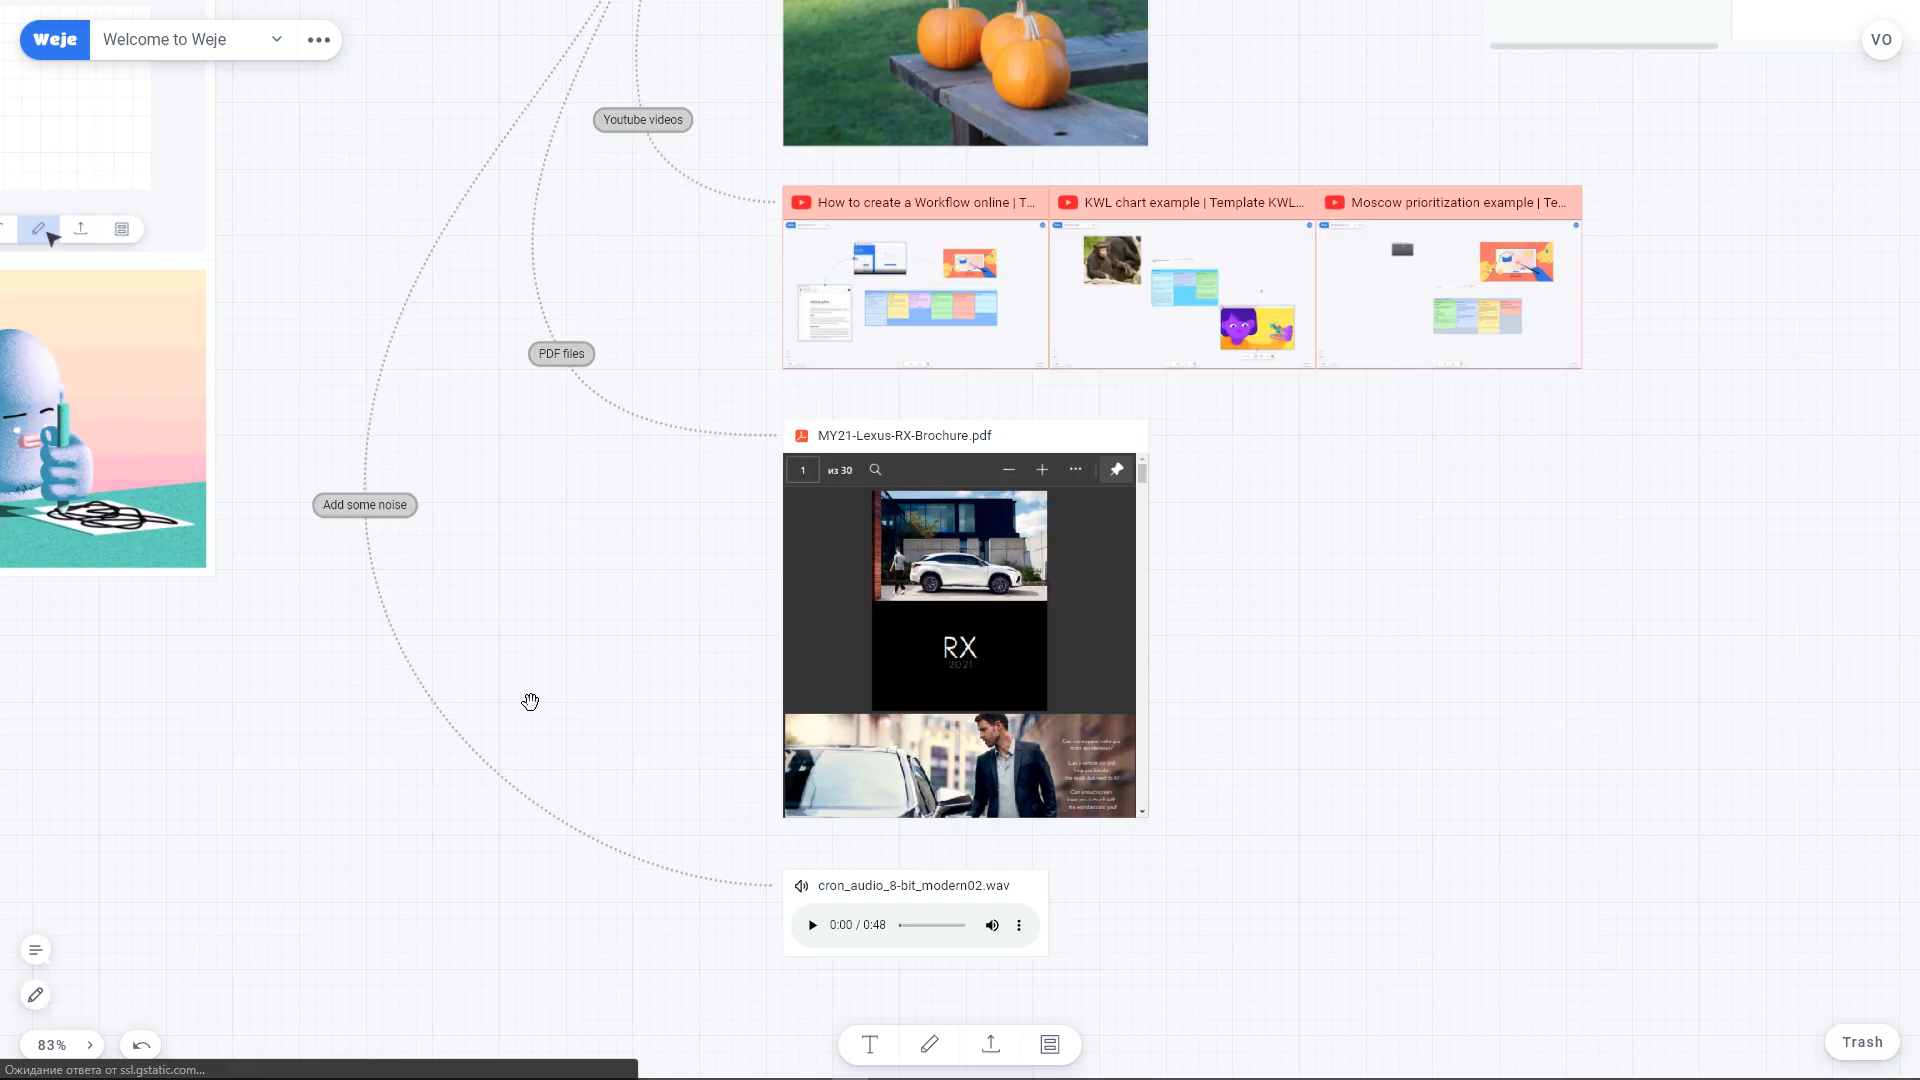 Weje
Welcome to Weje
VO
Youtube videos
How to create a Workflow online | T...
KWL chart example | Template KWL...
Moscow prioritization example | Te...
PDF files
MY21-Lexus-RX-Brochure.pdf
1
из 30
Add some noise
RX
2021
cron_audio_8-bit_modern02.wav
0:00 / 0:48
83%
Trash
Ожидание ответа от ssl.gstatic.com...